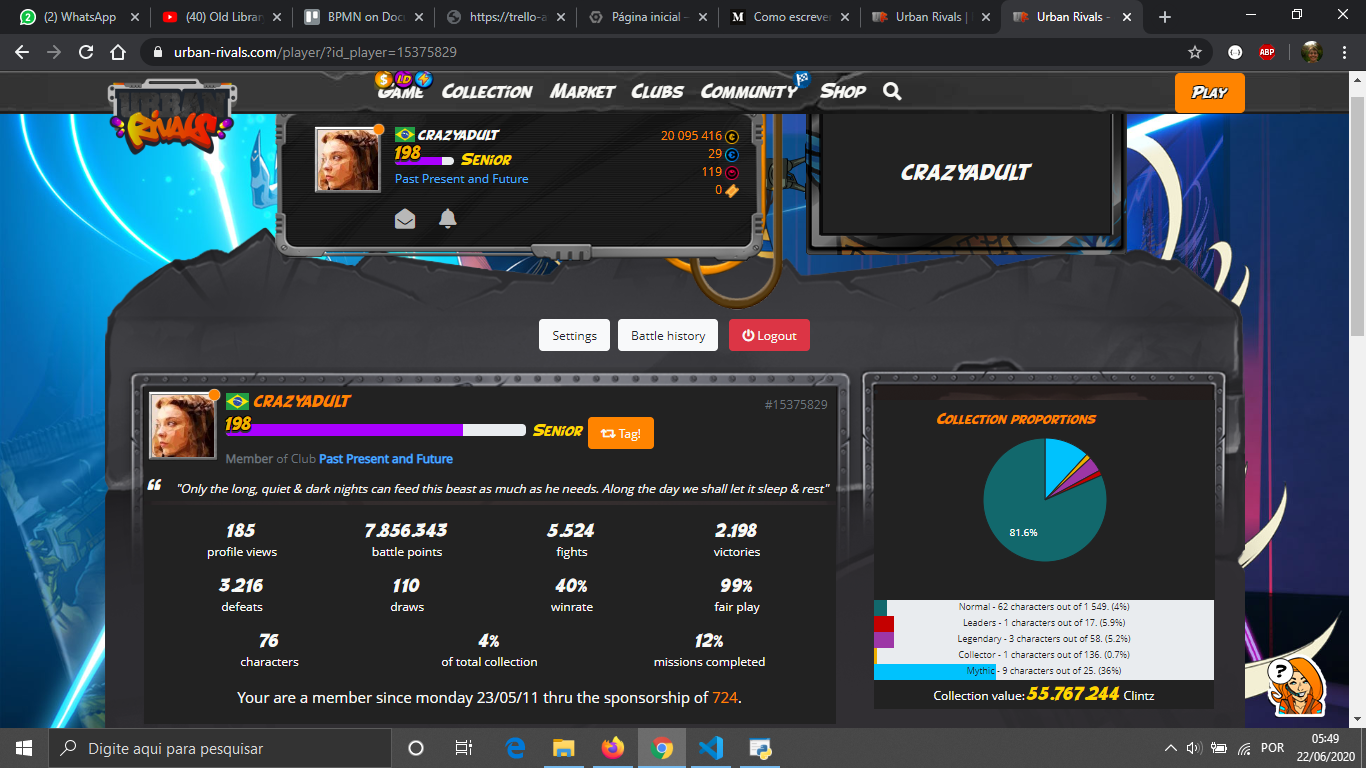 (2) WhatsApp
(40) Old Librar
BPMN on Doc
https://trello-a
Página inicial –
Como escrever
Urban Rivals |
Urban Rivals -
urban-rivals.com/player/?id_player=15375829
ABP
URBAN RIVALS
GAME COLLECTION MARKET CLUBS COMMUNITY SHOP
PLAY
CRAZYADULT
198 SENIOR
Past Present and Future
20 095 416
29
119
0
CRAZYADULT
Settings
Battle history
Logout
CRAZYADULT
#15375829
198 SENIOR
Tag!
Member of Club Past Present and Future
"Only the long, quiet & dark nights can feed this beast as much as he needs. Along the day we shall let it sleep & rest"
185 7.856.343 5.524 2.198
profile views battle points fights victories
3.216 110 40% 99%
defeats draws winrate fair play
76 4% 12%
characters of total collection missions completed
Your are a member since monday 23/05/11 thru the sponsorship of 724.
COLLECTION PROPORTIONS
81.6%
Normal - 62 characters out of 1 549. (4%)
Leaders - 1 characters out of 17. (5.9%)
Legendary - 3 characters out of 58. (5.2%)
Collector - 1 characters out of 136. (0.7%)
Mythic - 9 characters out of 25. (36%)
Collection value: 55.767.244 Clintz
?
Digite aqui para pesquisar
POR
05:49
22/06/2020